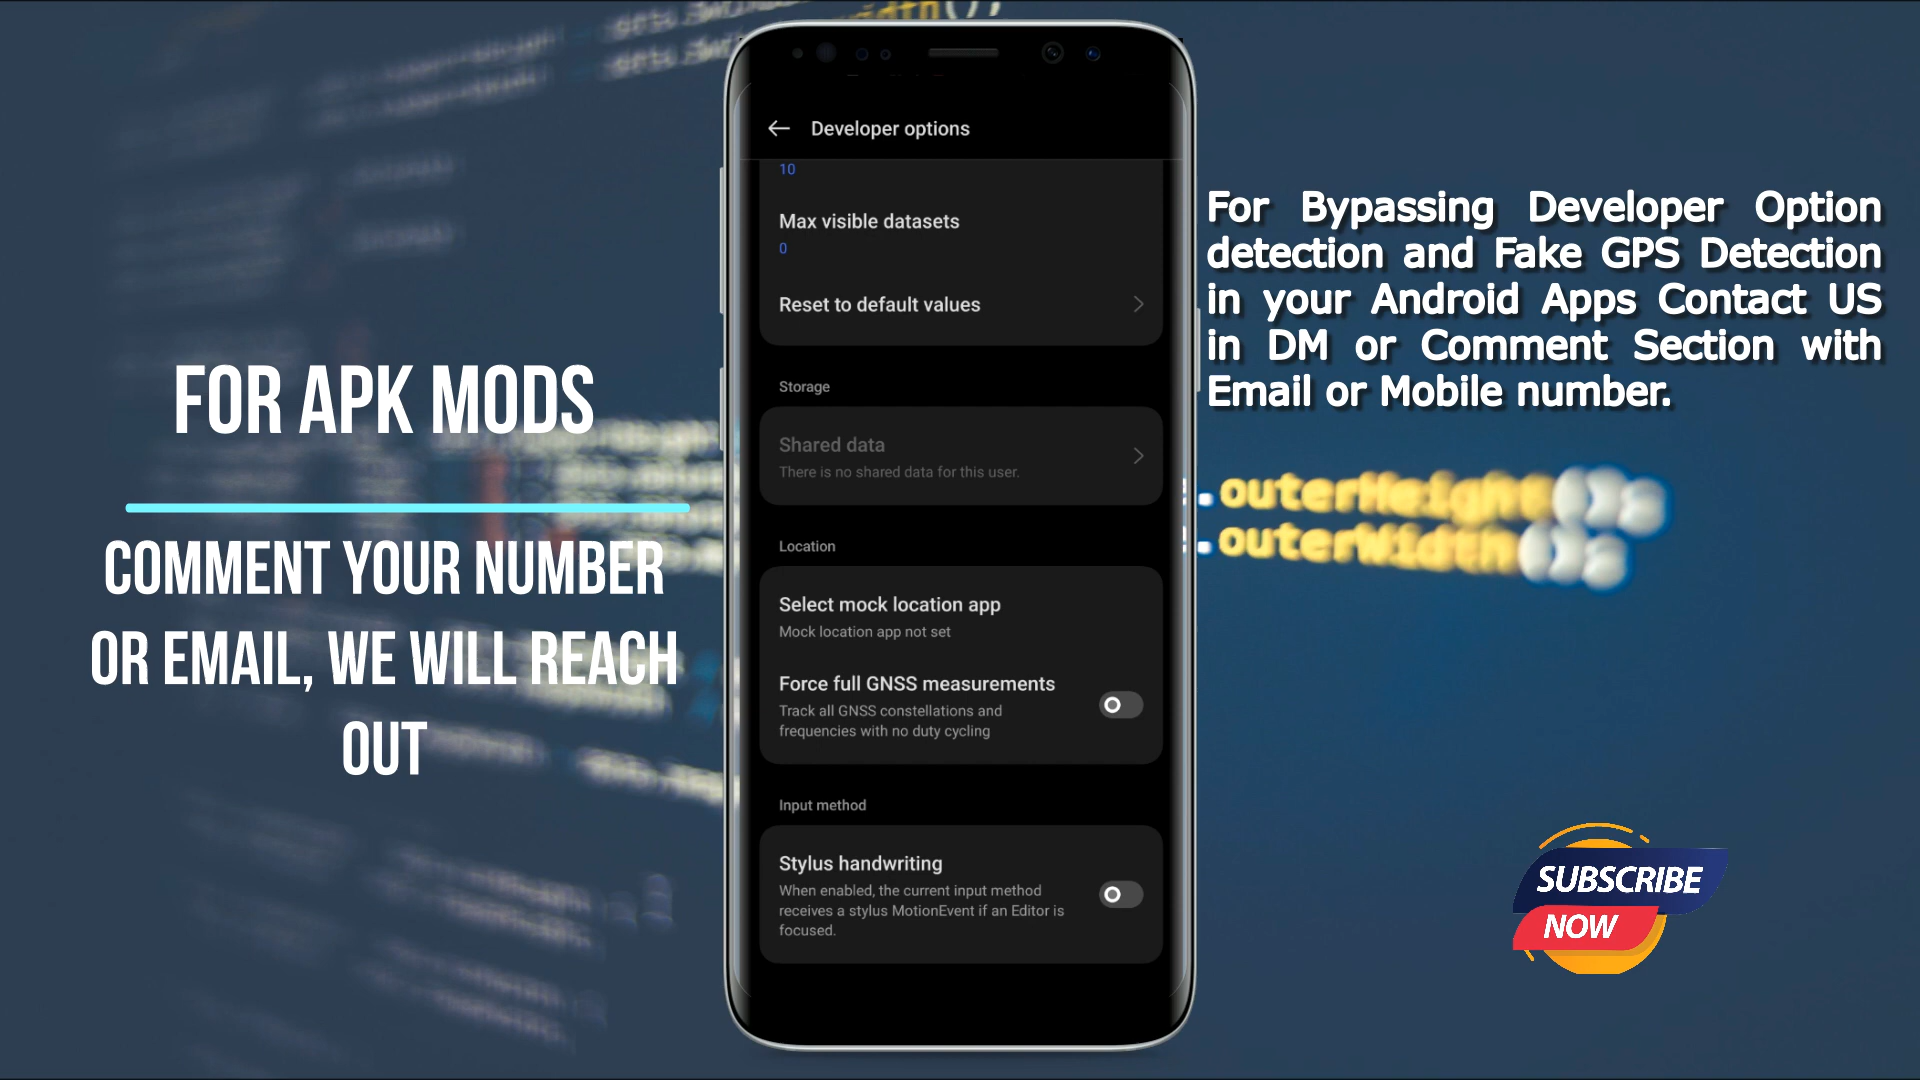 FOR APK MODS
COMMENT YOUR NUMBER
OR EMAIL, WE WILL REACH
OUT
Developer options
10
Max visible datasets
0
Reset to default values
Storage
Shared data
There is no shared data for this user.
Location
Select mock location app
Mock location app not set
Force full GNSS measurements
Track all GNSS constellations and
frequencies with no duty cycling
Input method
Stylus handwriting
When enabled, the current input method
receives a stylus MotionEvent if an Editor is
focused.
For Bypassing Developer Option
detection and Fake GPS Detection
in your Android Apps Contact US
in DM or Comment Section with
Email or Mobile number.
.outerHeight
.outerWidth
SUBSCRIBE
NOW